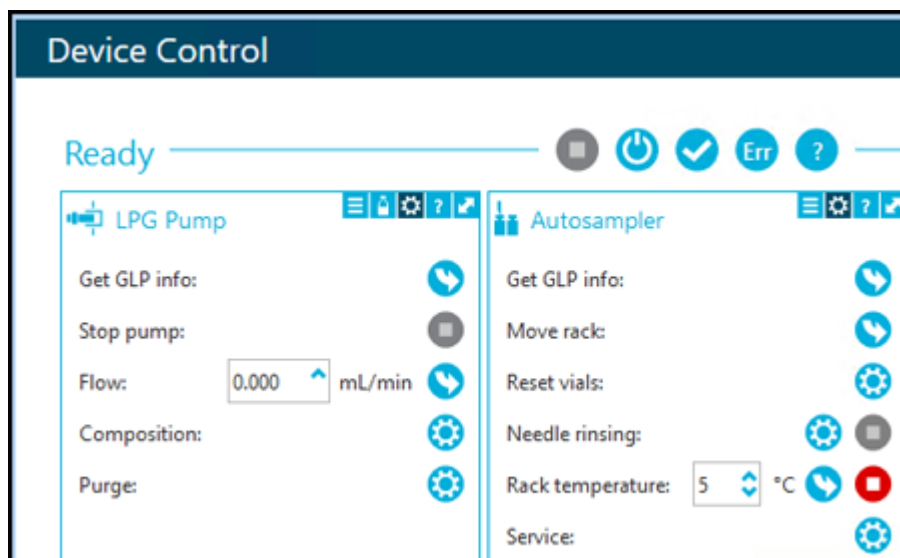 Device Control
Ready
Err
?
LPG Pump
?
Get GLP info:
Stop pump:
Flow: 0.000 mL/min
Composition:
Purge:
Autosampler
?
Get GLP info:
Move rack:
Reset vials:
Needle rinsing:
Rack temperature: 5 °C
Service: